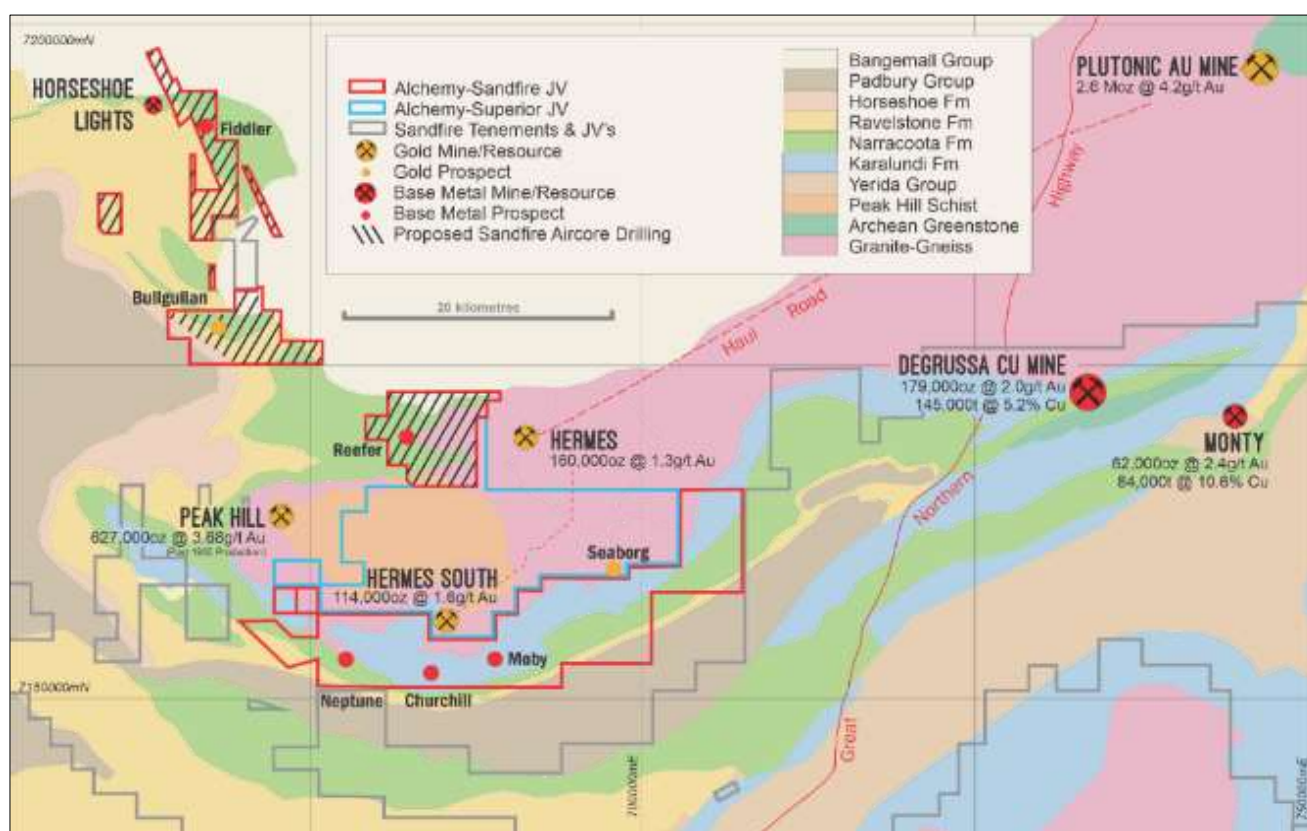 7200000mN
HORSESHOE
LIGHTS
Fiddler
Alchemy-Sandfire JV
Alchemy-Superior JV
Sandfire Tenements & JV's
Gold Mine/Resource
Gold Prospect
Base Metal Mine/Resource
Base Metal Prospect
Proposed Sandfire Aircore Drilling
Bangemall Group
Padbury Group
Horseshoe Fm
Ravelstone Fm
Narracoota Fm
Karalundi Fm
Yerida Group
Peak Hill Schist
Archean Greenstone
Granite-Gneiss
PLUTONIC AU MINE
2.6 Moz @ 4.2g/t Au
Highway
20 kilometres
Haul Road
DEGRUSSA CU MINE
179,000oz @ 2.0g/t Au
145,000t @ 5.2% Cu
MONTY
62,000oz @ 2.4g/t Au
84,000t @ 10.6% Cu
Reefer
HERMES
160,000oz @ 1.3g/t Au
PEAK HILL
627,000oz @ 3.68g/t Au
Northern
Seaborg
HERMES SOUTH
114,000oz @ 1.6g/t Au
Moby
Neptune
Churchill
7150000mN
Great
700000mE
750000mE